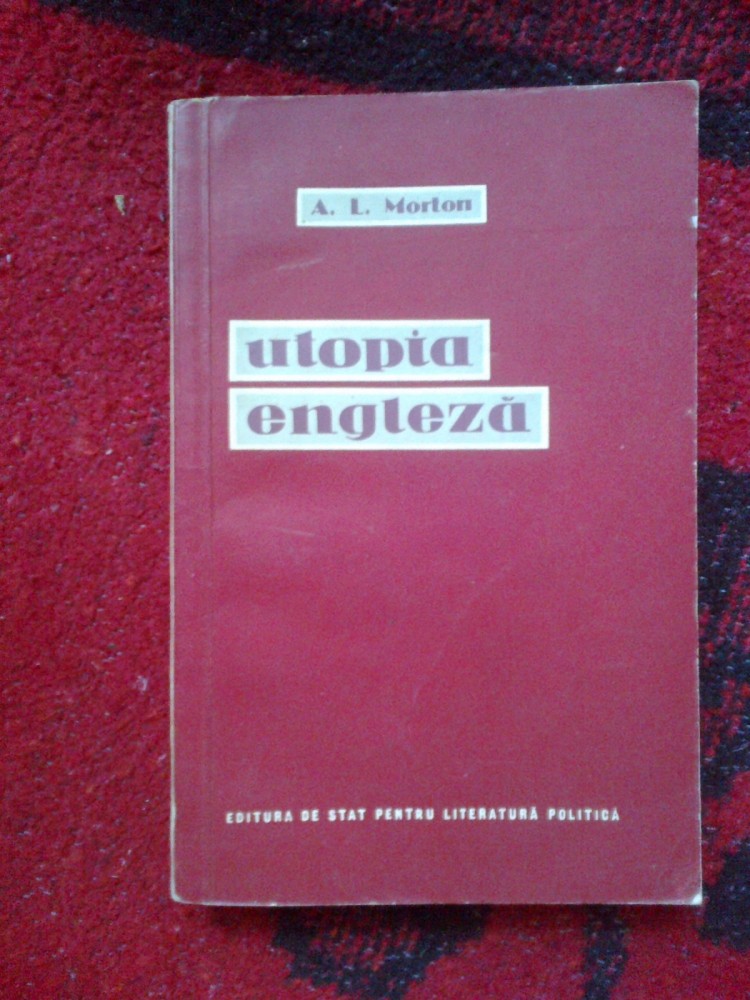 A. L. Morton
utopia
engleză
EDITURA DE STAT PENTRU LITERATURĂ POLITICĂ